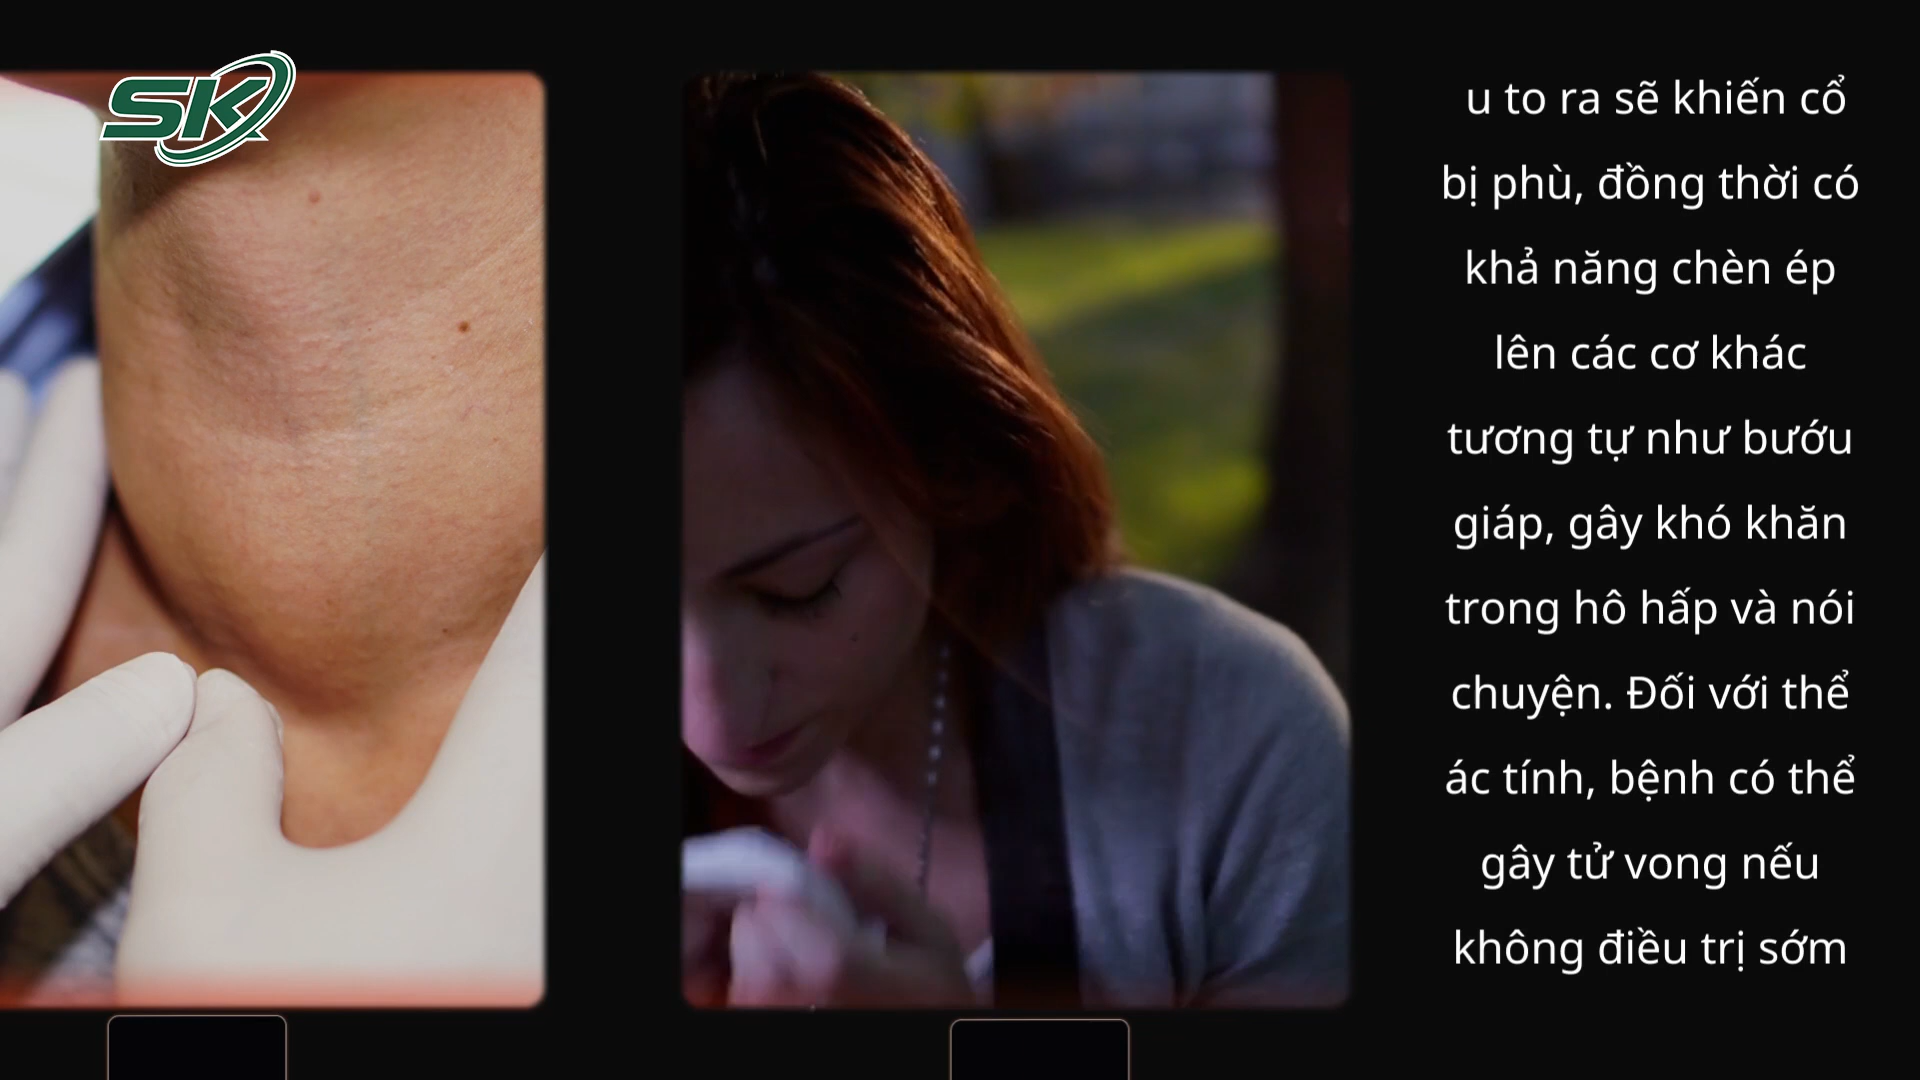 SK
u to ra sẽ khiến cổ
bị phù, đồng thời có
khả năng chèn ép
lên các cơ khác
tương tự như bướu
giáp, gây khó khăn
trong hô hấp và nói
chuyện. Đối với thể
ác tính, bệnh có thể
gây tử vong nếu
không điều trị sớm